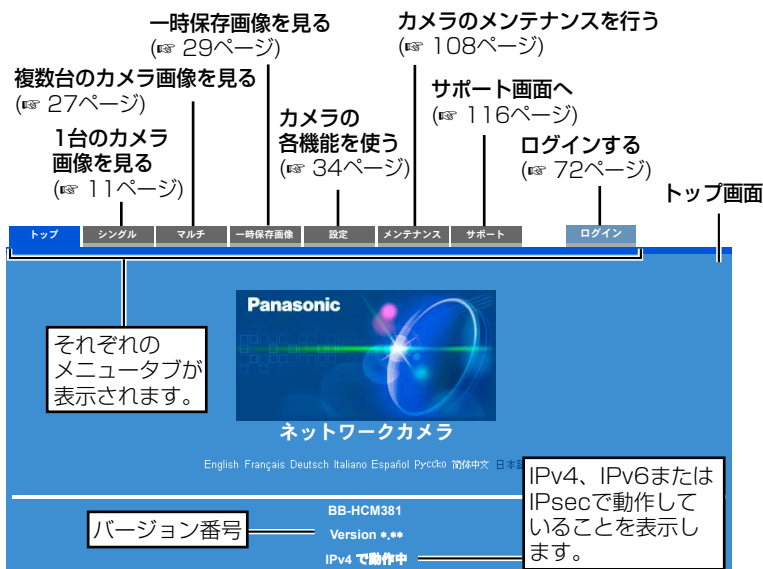 一時保存画像を見る
(☞ 29ページ)
カメラのメンテナンスを行う
(☞ 108ページ)
複数台のカメラ画像を見る
(☞ 27ページ)
サポート画面へ
(☞ 116ページ)
カメラの
各機能を使う
(☞ 34ページ)
1台のカメラ
画像を見る
(☞ 11ページ)
ログインする
(☞ 72ページ)
トップ画面
トップ シングル マルチ 一時保存画像 設定 メンテナンス サポート ログイン
Panasonic
それぞれの
メニュータブが
表示されます。
ネットワークカメラ
English Français Deutsch Italiano Español Русско 简体中文 日本
IPv4、IPv6または
IPsecで動作して
いることを表示し
ます。
BB-HCM381
バージョン番号
Version *.**
IPv4 で動作中